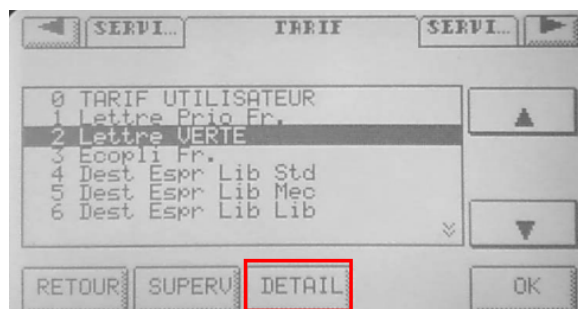 SERVI... TARIF SERVI...
0 TARIF UTILISATEUR
1 Lettre Prio Fr.
2 Lettre VERTE
3 Ecopli Fr.
4 Dest Espr Lib Std
5 Dest Espr Lib Mec
6 Dest Espr Lib Lib
RETOUR SUPERV DETAIL OK